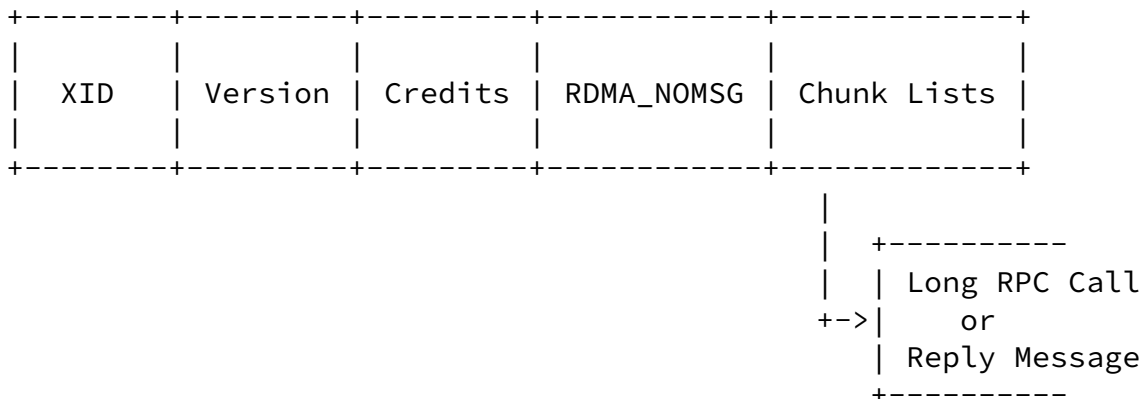 XID Version Credits RDMA_NOMSG Chunk Lists
Long RPC Call
or
Reply Message